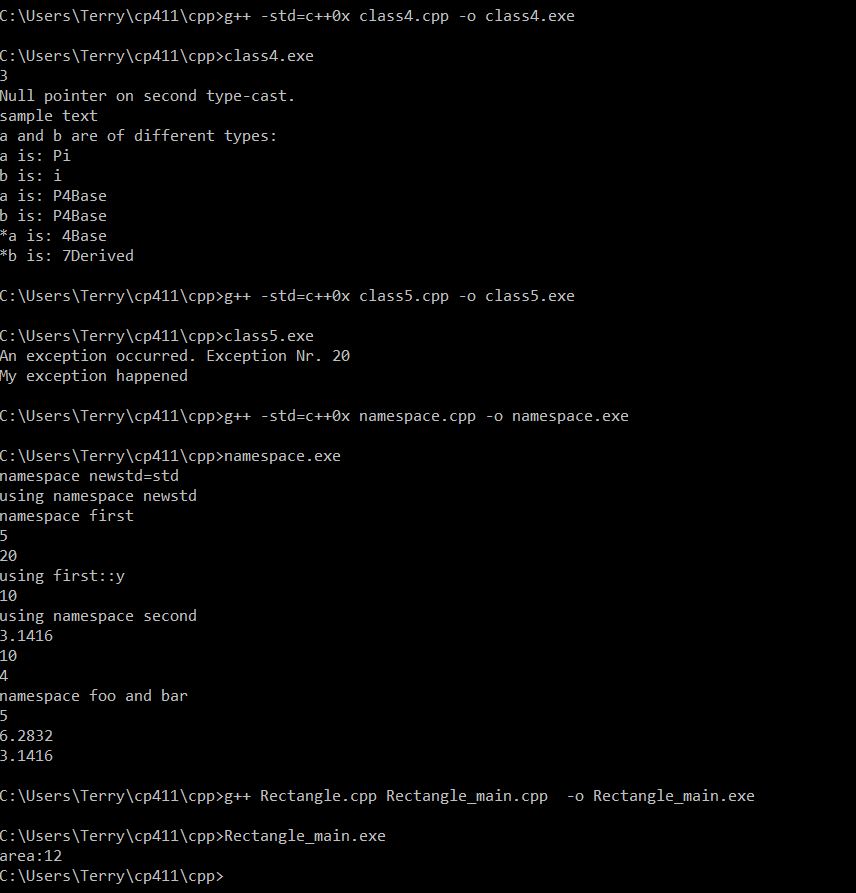 C:\Users\Terry\cp411\cpp>g++ -std=c++0x class4.cpp -o class4.exe
C:\Users\Terry\cp411\cpp>class4.exe
3
Null pointer on second type-cast.
sample text
a and b are of different types:
a is: Pi
b is: i
a is: P4Base
b is: P4Base
*a is: 4Base
*b is: 7Derived
C:\Users\Terry\cp411\cpp>g++ -std=c++0x class5.cpp -o class5.exe
C:\Users\Terry\cp411\cpp>class5.exe
An exception occurred. Exception Nr. 20
My exception happened
C:\Users\Terry\cp411\cpp>g++ -std=c++0x namespace.cpp -o namespace.exe
C:\Users\Terry\cp411\cpp>namespace.exe
namespace newstd=std
using namespace newstd
namespace first
5
20
using first::y
10
using namespace second
3.1416
10
4
namespace foo and bar
5
6.2832
3.1416
C:\Users\Terry\cp411\cpp>g++ Rectangle.cpp Rectangle_main.cpp  -o Rectangle_main.exe
C:\Users\Terry\cp411\cpp>Rectangle_main.exe
area:12
C:\Users\Terry\cp411\cpp>